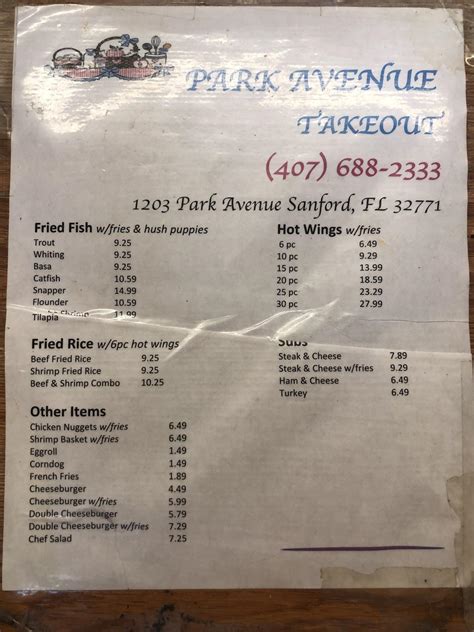 PARK AVENUE
TAKEOUT
(407) 688-2333
1203 Park Avenue Sanford, FL 32771
Fried Fish w/fries & hush puppies
Trout 9.25
Whiting 9.25
Basa 9.25
Catfish 10.59
Snapper 14.99
Flounder 10.59
Shrimp 11.99
Tilapia
Hot Wings w/fries
6 pc 6.49
10 pc 9.29
15 pc 13.99
20 pc 18.59
25 pc 23.29
30 pc 27.99
Fried Rice w/6pc hot wings
Beef Fried Rice 9.25
Shrimp Fried Rice 9.25
Beef & Shrimp Combo 10.25
Subs
Steak & Cheese 7.89
Steak & Cheese w/fries 9.29
Ham & Cheese 6.49
Turkey 6.49
Other Items
Chicken Nuggets w/fries 6.49
Shrimp Basket w/fries 6.49
Eggroll 1.49
Corndog 1.49
French Fries 1.89
Cheeseburger 4.49
Cheeseburger w/fries 5.99
Double Cheeseburger 5.79
Double Cheeseburger w/fries 7.29
Chef Salad 7.25